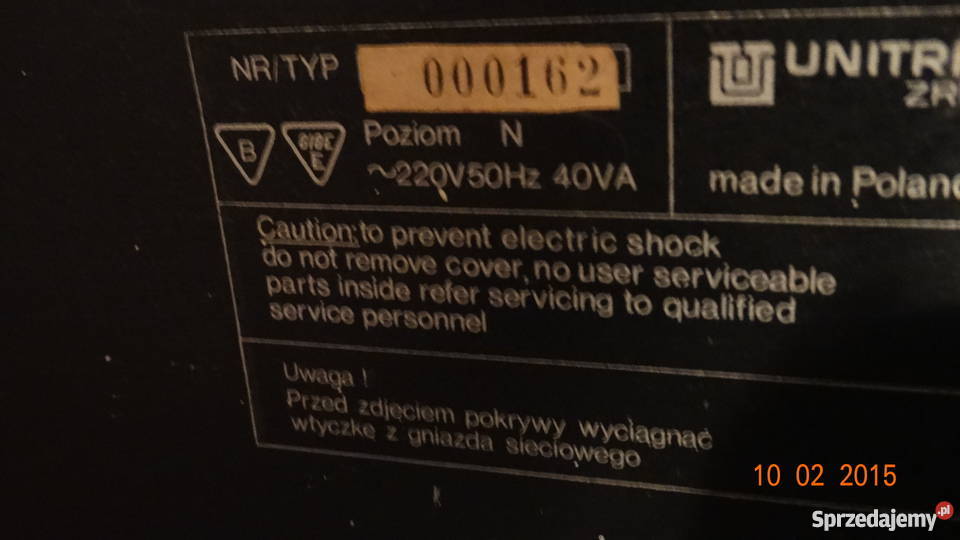 NR/TYP 000162
UNITR
ZR
B
E
Poziom N
~220V50Hz 40VA
made in Polan
Caution: to prevent electric shock
do not remove cover, no user serviceable
parts inside refer servicing to qualified
service personnel
Uwaga !
Przed zdjęciem pokrywy wyciągnąć
wtyczkę z gniazda sieciowego
10 02 2015
Sprzedajemy.pl